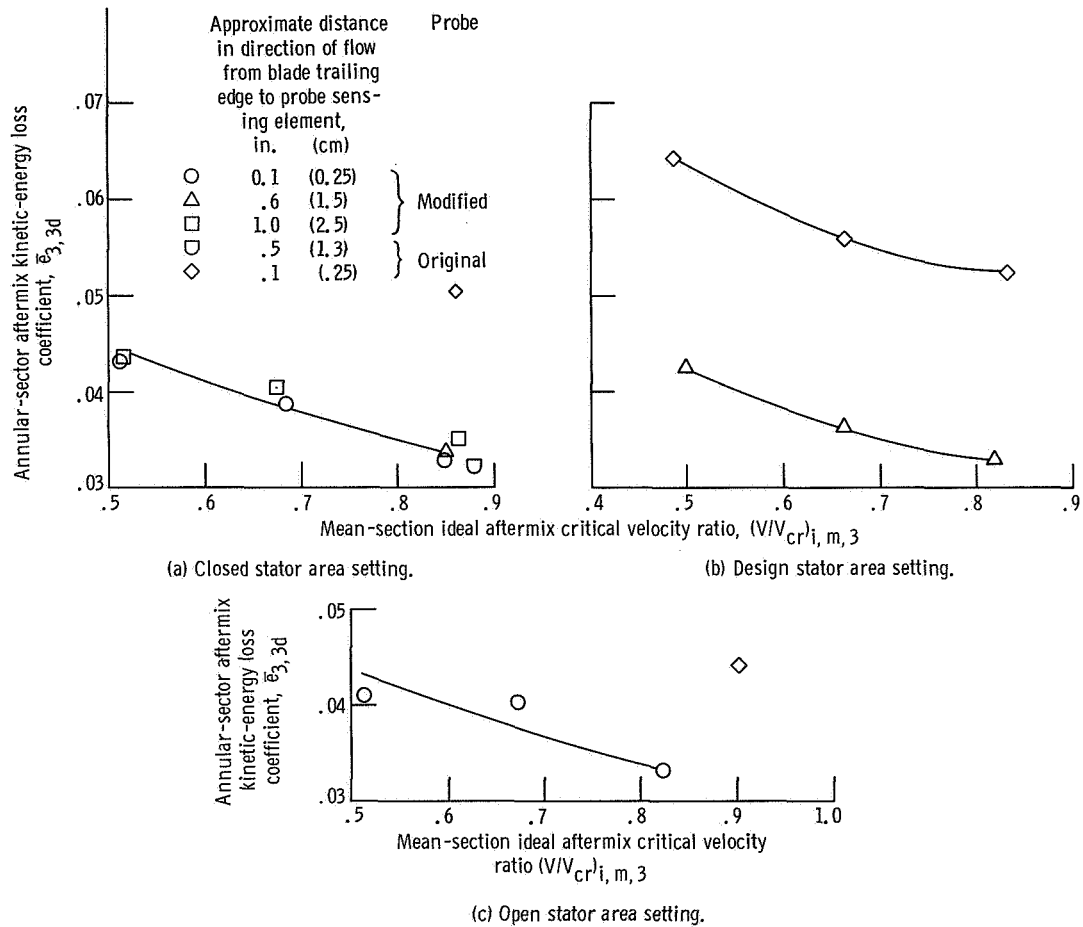 Approximate distance Probe
in direction of flow
from blade trailing
edge to probe sens-
ing element,
in. (cm)
0.1 (0.25)
.6 (1.5) Modified
1.0 (2.5)
.5 (1.3) Original
.1 (.25)
Annular-sector aftermix kinetic-energy loss
coefficient, e̅3, 3d
.07
.06
.05
.04
.03
.5 .6 .7 .8 .9
.4 .5 .6 .7 .8 .9
Mean-section ideal aftermix critical velocity ratio, (V/Vcr)i, m, 3
(a) Closed stator area setting.
(b) Design stator area setting.
Annular-sector aftermix
kinetic-energy loss
coefficient, e̅3, 3d
.05
.04
.03
.5 .6 .7 .8 .9 1.0
Mean-section ideal aftermix critical velocity
ratio (V/Vcr)i, m, 3
(c) Open stator area setting.